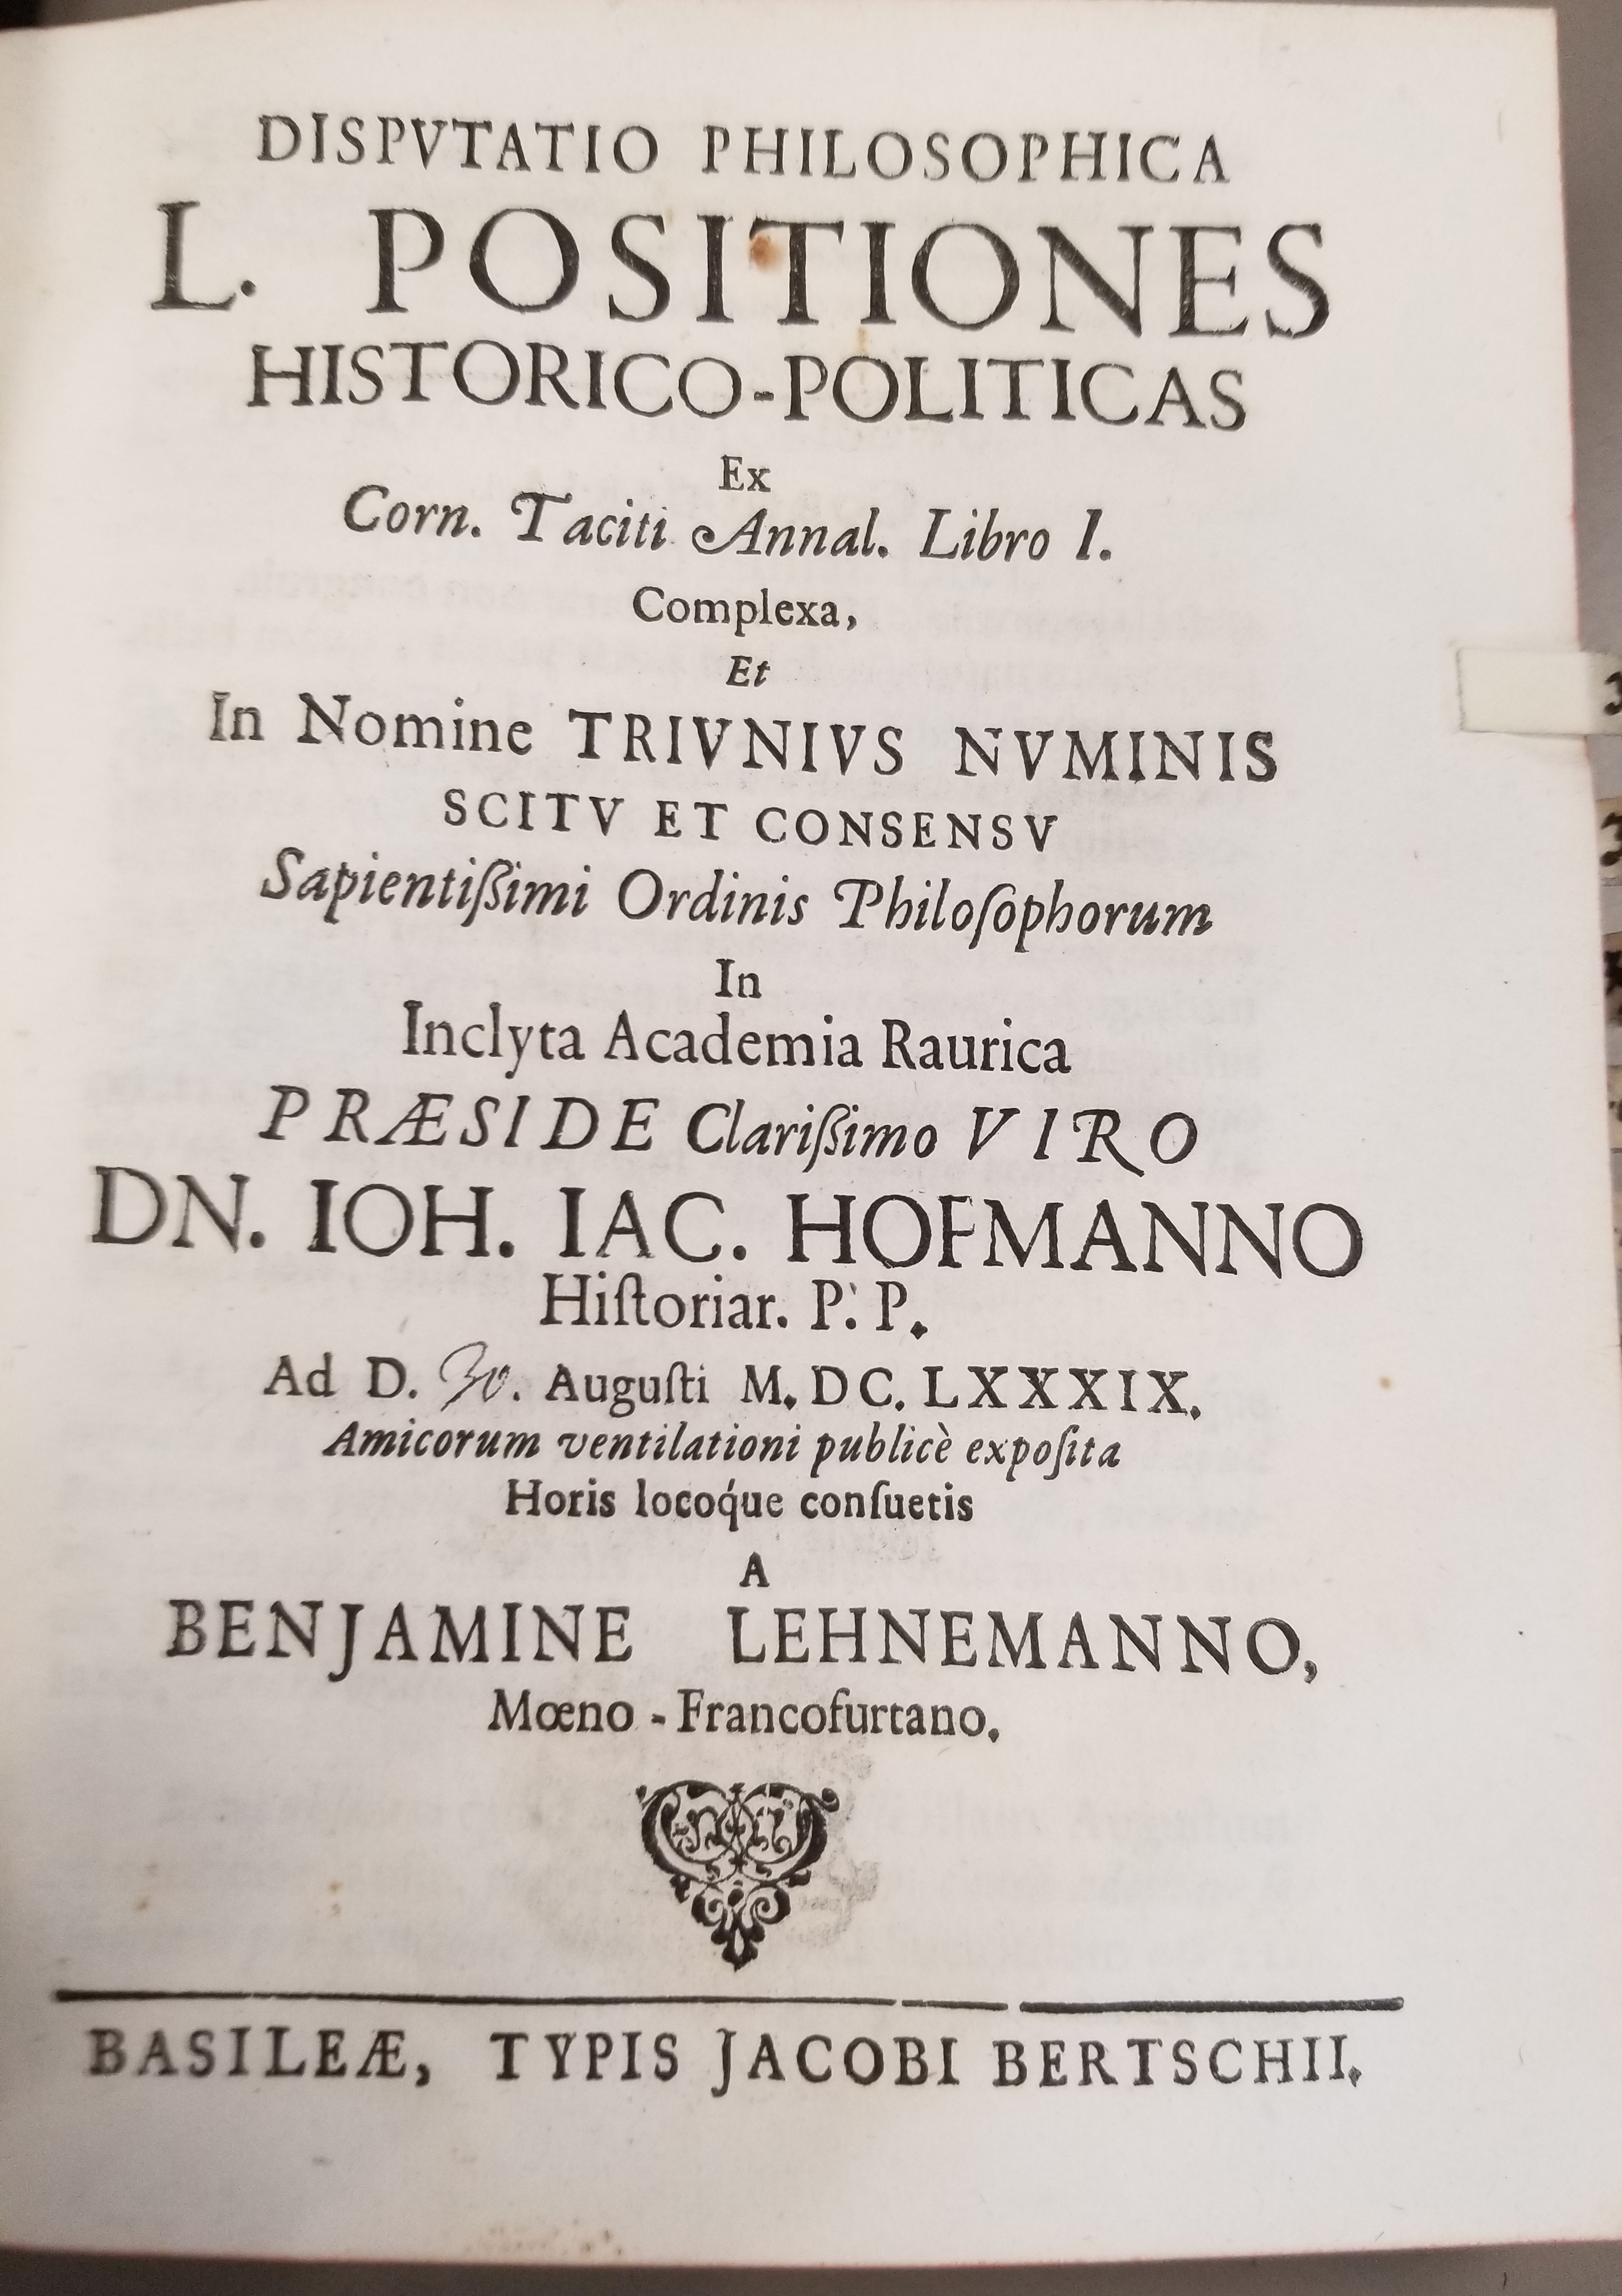 DISPVTATIO PHILOSOPHICA
L. POSITIONES
HISTORICO-POLITICAS
Ex
Corn. Taciti Annal. Libro I.
Complexa,
Et
In Nomine TRIVNIVS NVMINIS
SCITV ET CONSENSV
Sapientißimi Ordinis Philoſophorum
In
Inclyta Academia Raurica
PRÆSIDE Clarißimo VIRO
DN. IOH. IAC. HOFMANNO
Hiſtoriar. P. P.
Ad D. 30. Auguſti M. DC. LXXXIX.
Amicorum ventilationi publicè expoſita
Horis locoq́ue conſuetis
A
BENJAMINE LEHNEMANNO,
Mœno-Francofurtano.
BASILEÆ, TYPIS JACOBI BERTSCHII.